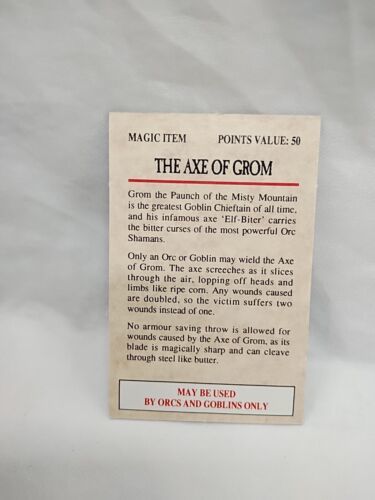 MAGIC ITEM POINTS VALUE: 50
THE AXE OF GROM
Grom the Paunch of the Misty Mountain
is the greatest Goblin Chieftain of all time,
and his infamous axe 'Elf-Biter' carries
the bitter curses of the most powerful Orc
Shamans.
Only an Orc or Goblin may wield the Axe
of Grom. The axe screeches as it slices
through the air, lopping off heads and
limbs like ripe corn. Any wounds caused
are doubled, so the victim suffers two
wounds instead of one.
No armour saving throw is allowed for
wounds caused by the Axe of Grom, as its
blade is magically sharp and can cleave
through steel like butter.
MAY BE USED
BY ORCS AND GOBLINS ONLY